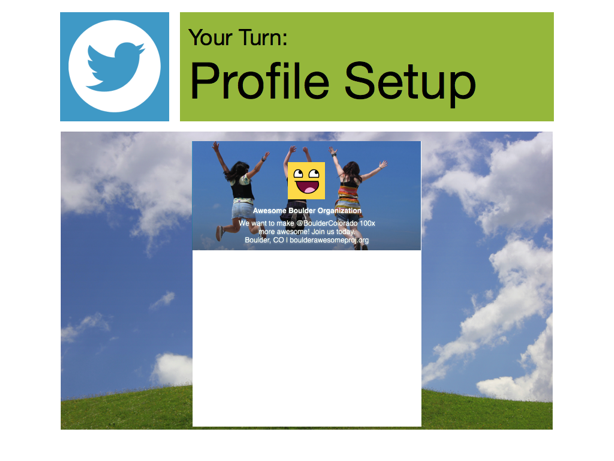 Your Turn:
Profile Setup
Awesome Boulder Organization
We want to make @BoulderColorado 100x
more awesome! Join us today.
Boulder, CO | boulderawesomeproj.org